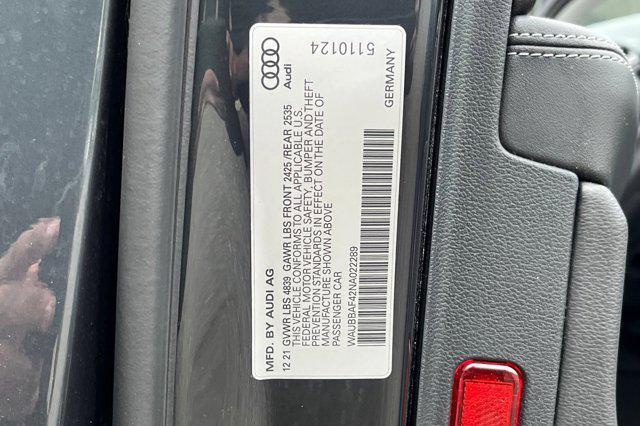 Audi
5110124
MFD. BY AUDI AG
12 21 GVWR LBS 4839 GAWR LBS FRONT 2425 /REAR 2535
THIS VEHICLE CONFORMS TO ALL APPLICABLE U.S.
FEDERAL MOTOR VEHICLE SAFETY, BUMPER AND THEFT
PREVENTION STANDARDS IN EFFECT ON THE DATE OF
MANUFACTURE SHOWN ABOVE
PASSENGER CAR
WAUBBAF42NA022289
GERMANY